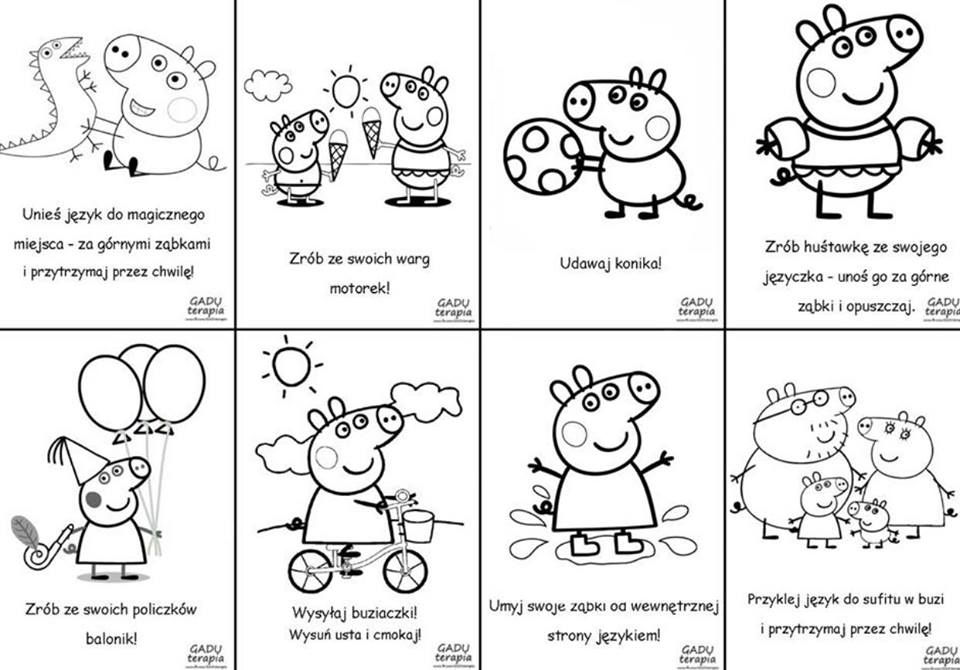 Unieś język do magicznego
miejsca - za górnymi ząbkami
i przytrzymaj przez chwilę!
GADU
terapia
Zrób ze swoich warg
motorek!
GADU
terapia
Udawaj konika!
GADU
terapia
Zrób huśtawkę ze swojego
języczka - unoś go za górne
ząbki i opuszczaj.
GADU
terapia
Zrób ze swoich policzków
balonik!
GADU
terapia
Wysyłaj buziaczki!
Wysuń usta i cmokaj!
GADU
terapia
Umyj swoje ząbki od wewnętrznej
strony językiem!
GADU
terapia
Przyklej język do sufitu w buzi
i przytrzymaj przez chwilę!
GADU
terapia